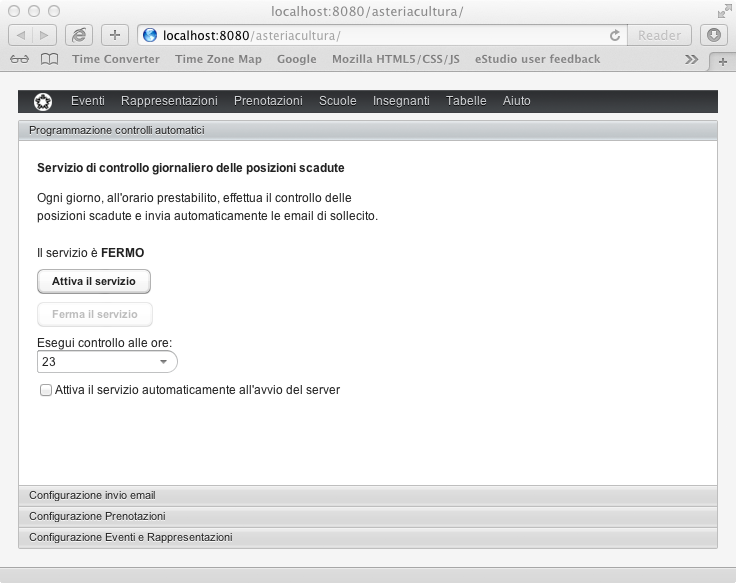 localhost:8080/asteriacultura/
localhost:8080/asteriacultura/
Reader
Time Converter Time Zone Map Google Mozilla HTML5/CSS/JS eStudio user feedback
Eventi Rappresentazioni Prenotazioni Scuole Insegnanti Tabelle Aiuto
Programmazione controlli automatici
Servizio di controllo giornaliero delle posizioni scadute
Ogni giorno, all'orario prestabilito, effettua il controllo delle
posizioni scadute e invia automaticamente le email di sollecito.
Il servizio è FERMO
Attiva il servizio
Ferma il servizio
Esegui controllo alle ore:
23
Attiva il servizio automaticamente all'avvio del server
Configurazione invio email
Configurazione Prenotazioni
Configurazione Eventi e Rappresentazioni